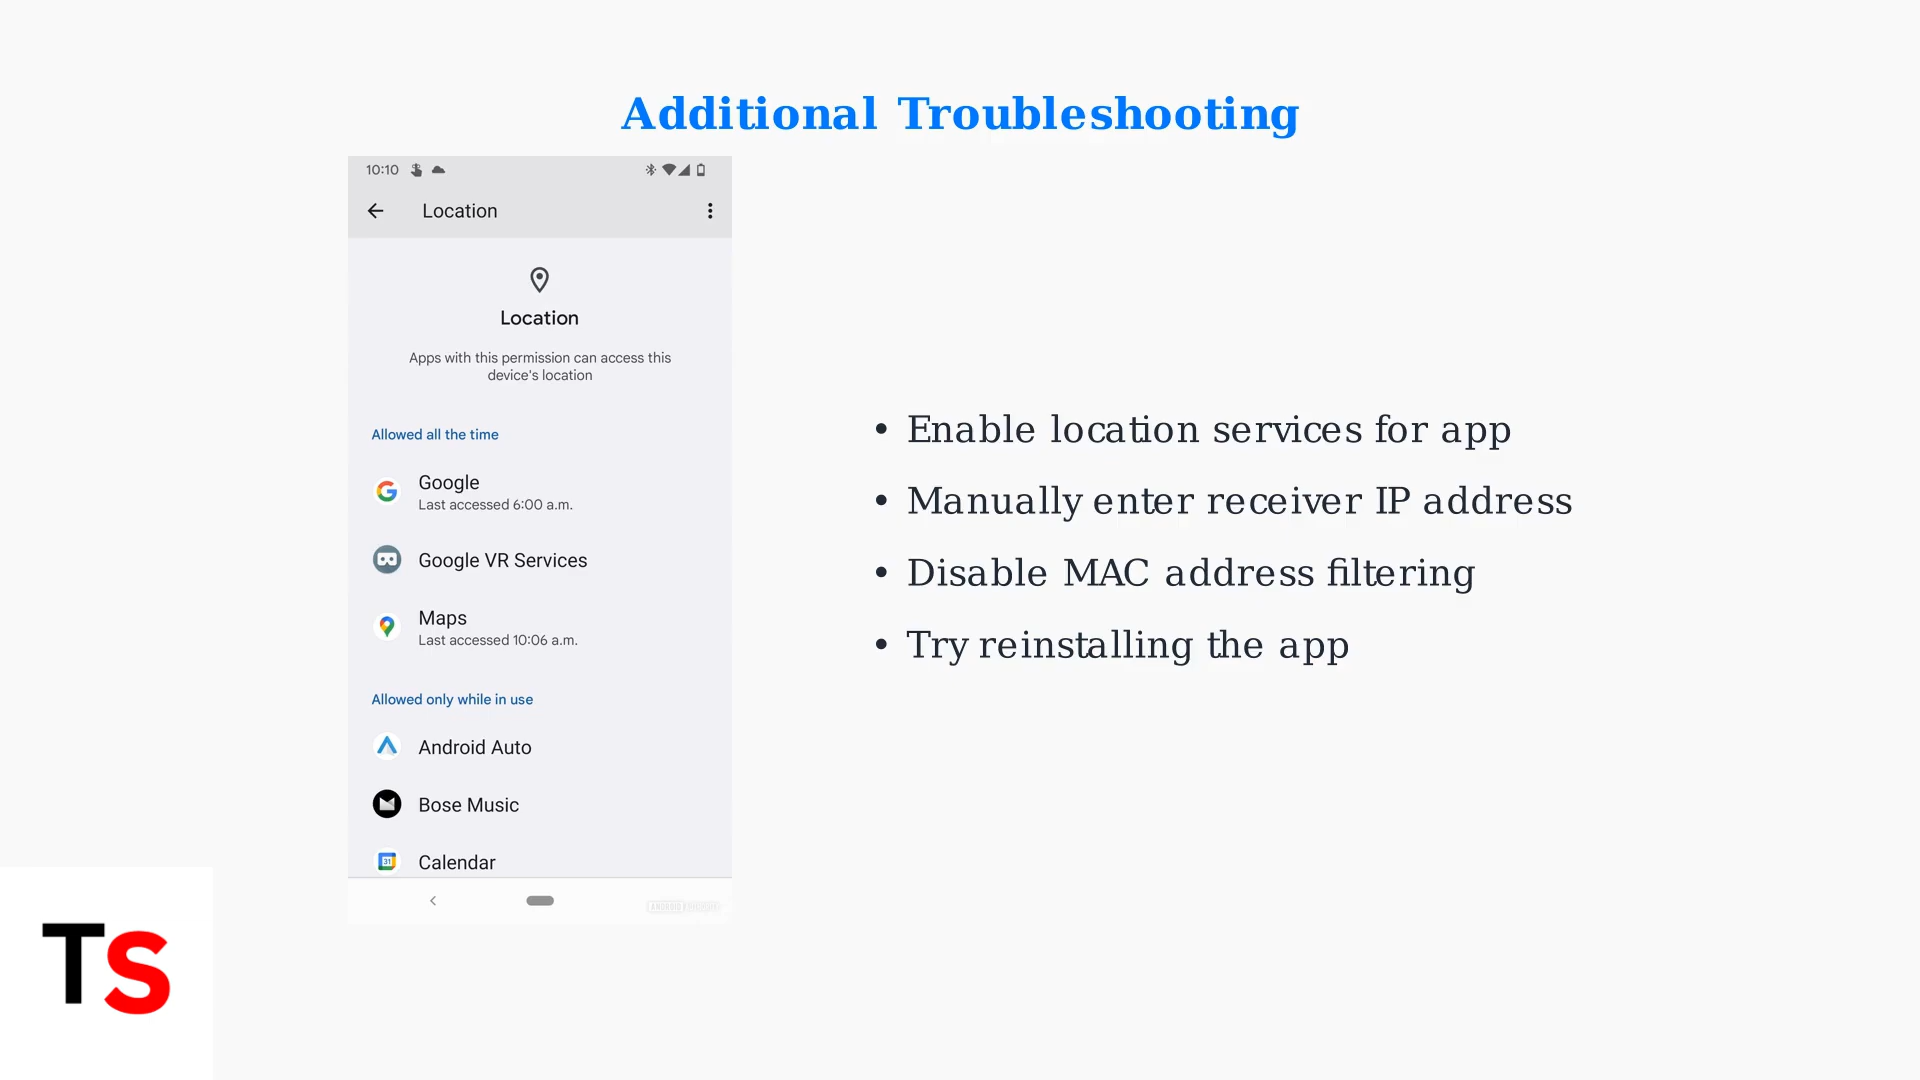 Additional Troubleshooting
10:10
Location
Location
Apps with this permission can access this
device's location
Allowed all the time
Google
Last accessed 6:00 a.m.
Google VR Services
Maps
Last accessed 10:06 a.m.
Allowed only while in use
Android Auto
Bose Music
31
Calendar
• Enable location services for app
• Manually enter receiver IP address
• Disable MAC address filtering
• Try reinstalling the app
TS